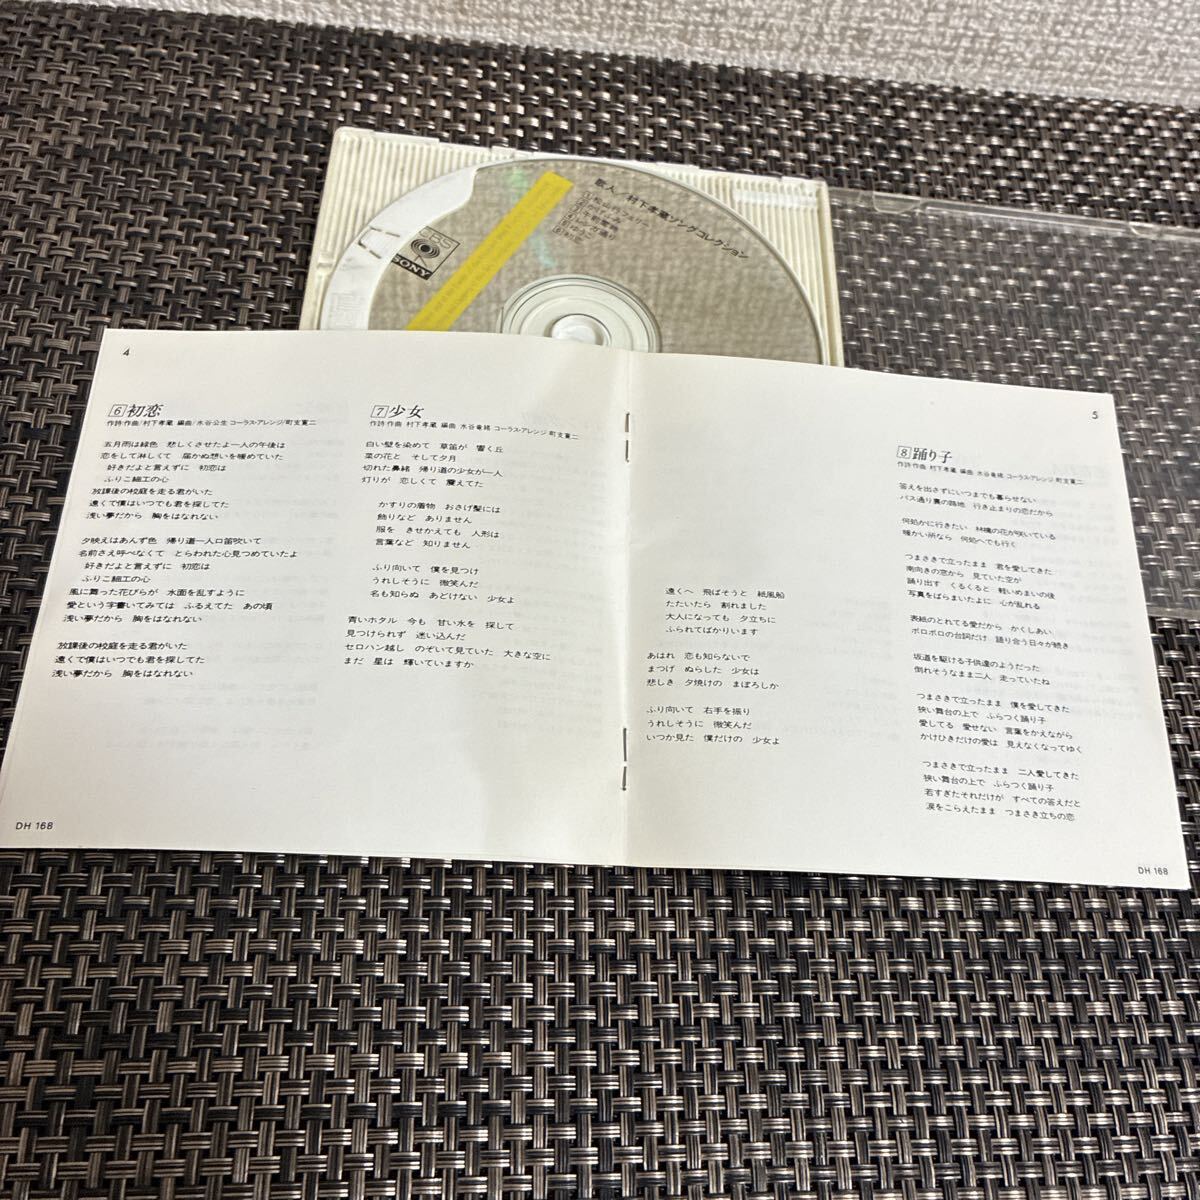 歌人/村下孝蔵ソングコレクション
CBS
SONY
4
6 初恋
作詩・作曲/村下孝蔵 編曲/水谷公生 コーラス・アレンジ/町支寛二
五月雨は緑色 悲しくさせたよ一人の午後は
恋をして淋しくて 届かぬ想いを暖めていた
好きだよと言えずに 初恋は
ふりこ細工の心
放課後の校庭を走る君がいた
遠くで僕はいつでも君を探してた
浅い夢だから 胸をはなれない
夕映えはあんず色 帰り道一人口笛吹いて
名前さえ呼べなくて とらわれた心見つめていたよ
好きだよと言えずに 初恋は
ふりこ細工の心
風に舞った花びらが 水面を乱すように
愛という字書いてみては ふるえてた あの頃
浅い夢だから 胸をはなれない
放課後の校庭を走る君がいた
遠くで僕はいつでも君を探してた
浅い夢だから 胸をはなれない
7 少女
作詩・作曲 村下孝蔵 編曲 水谷竜緒 コーラス・アレンジ 町支寛二
白い壁を染めて 草笛が 響く丘
菜の花と そして夕月
切れた鼻緒 帰り道の少女が一人
灯りが 恋しくて 震えてた
かすりの着物 おさげ髪には
飾りなど ありません
服を きせかえても 人形は
言葉など 知りません
ふり向いて 僕を見つけ
うれしそうに 微笑んだ
名も知らぬ あどけない 少女よ
青いホタル 今も 甘い水を 探して
見つけられず 迷い込んだ
セロハン越し のぞいて見ていた 大きな空に
まだ 星は 輝いていますか
DH 168
5
遠くへ 飛ばそうと 紙風船
たたいたら 割れました
大人になっても 夕立ちに
ふられてばかりいます
あはれ 恋も知らないで
まつげ ぬらした 少女は
悲しき 夕焼けの まぼろしか
ふり向いて 右手を振り
うれしそうに 微笑んだ
いつか見た 僕だけの 少女よ
8 踊り子
作詩・作曲 村下孝蔵 編曲 水谷竜緒 コーラス・アレンジ 町支寛二
答えを出さずにいつまでも暮らせない
バス通り裏の路地 行き止まりの恋だから
何処かに行きたい 林檎の花が咲いている
暖かい所なら 何処へでも行く
つまさきで立ったまま 君を愛してきた
南向きの窓から 見ていた空が
踊り出す くるくると 軽いめまいの後
写真をばらまいたよに 心が乱れる
表紙のとれてる愛だから かくしあい
ボロボロの台詞だけ 語り合う日々が続き
坂道を駆ける子供達のようだった
倒れそうなまま二人 走っていたね
つまさきで立ったまま 僕を愛してきた
狭い舞台の上で ふらつく踊り子
愛してる 愛せない 言葉をかえながら
かけひきだけの愛は 見えなくなってゆく
つまさきで立ったまま 二人愛してきた
狭い舞台の上で ふらつく踊り子
若すぎたそれだけが すべての答えだと
涙をこらえたまま つまさき立ちの恋
DH 168